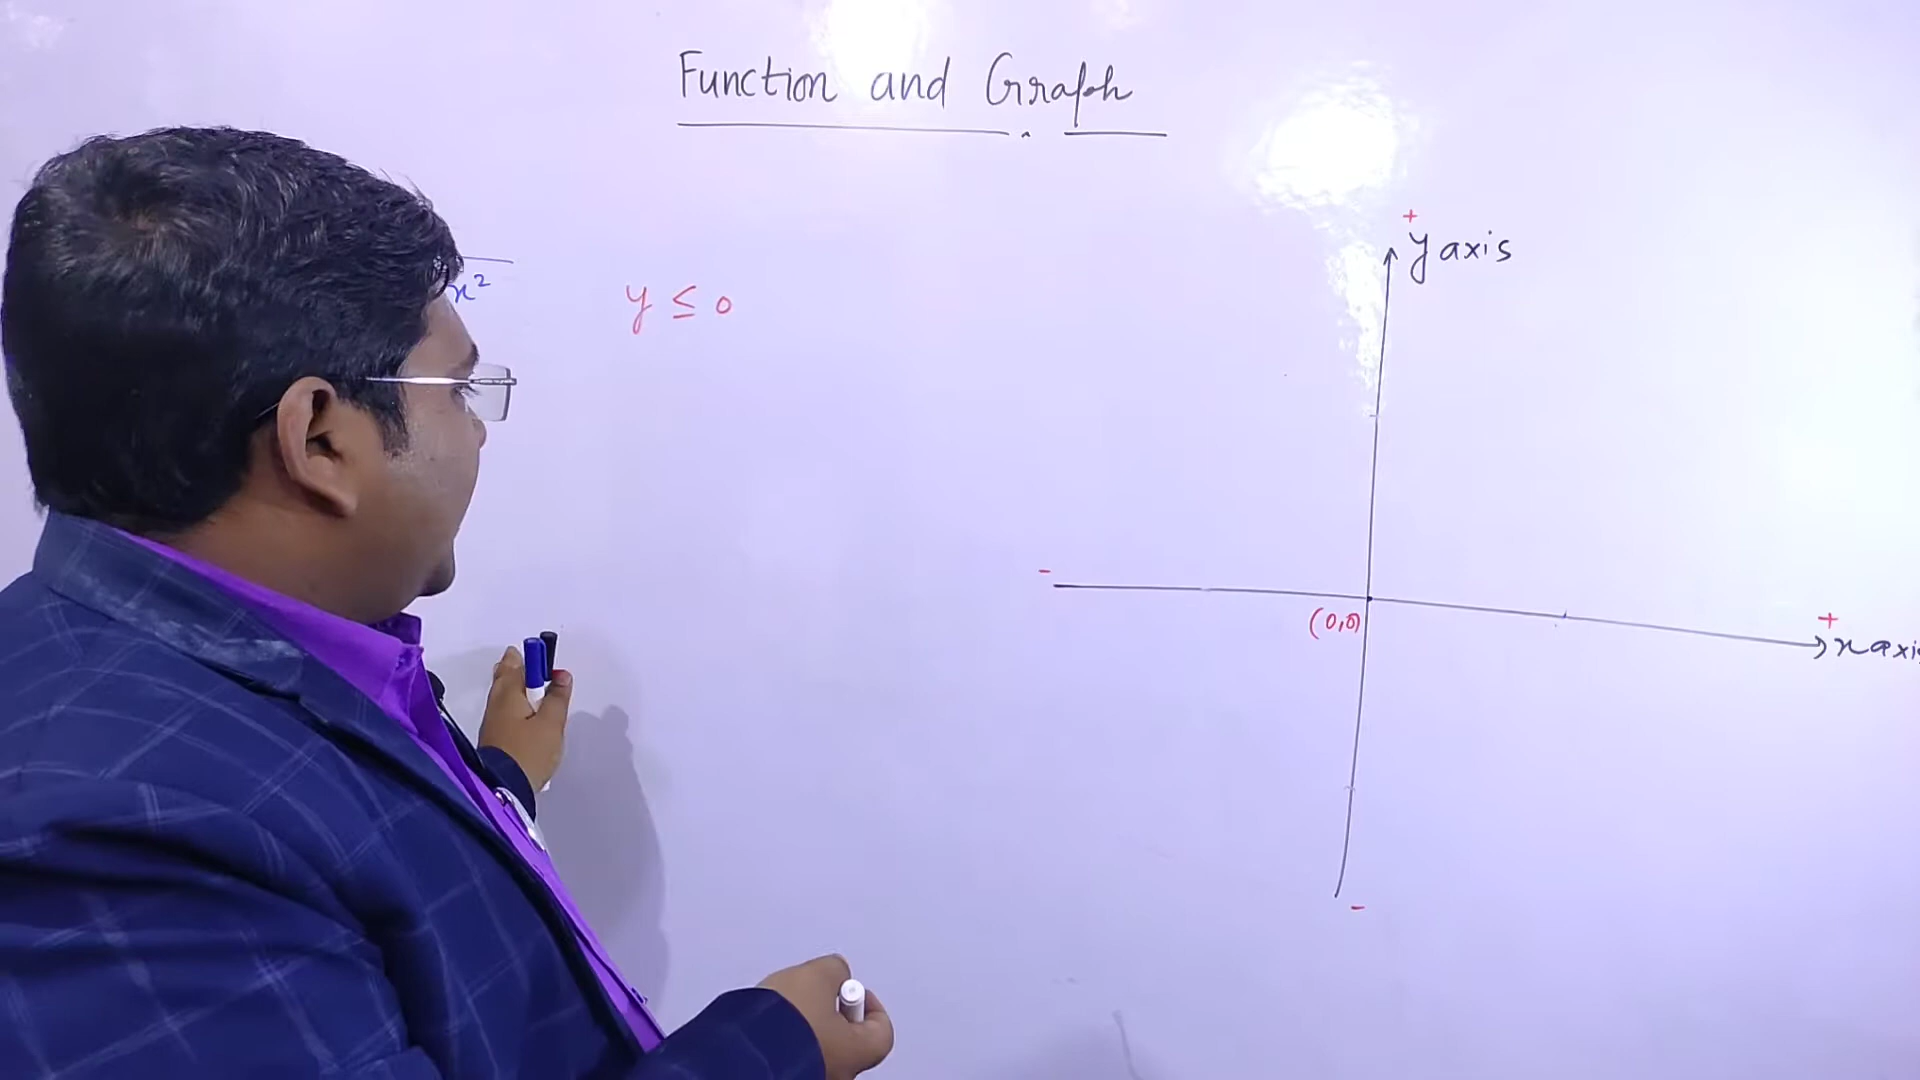 Function and Graph
+
y axis
x²
y ≤ 0
-
(0,0)
+
x axis
-